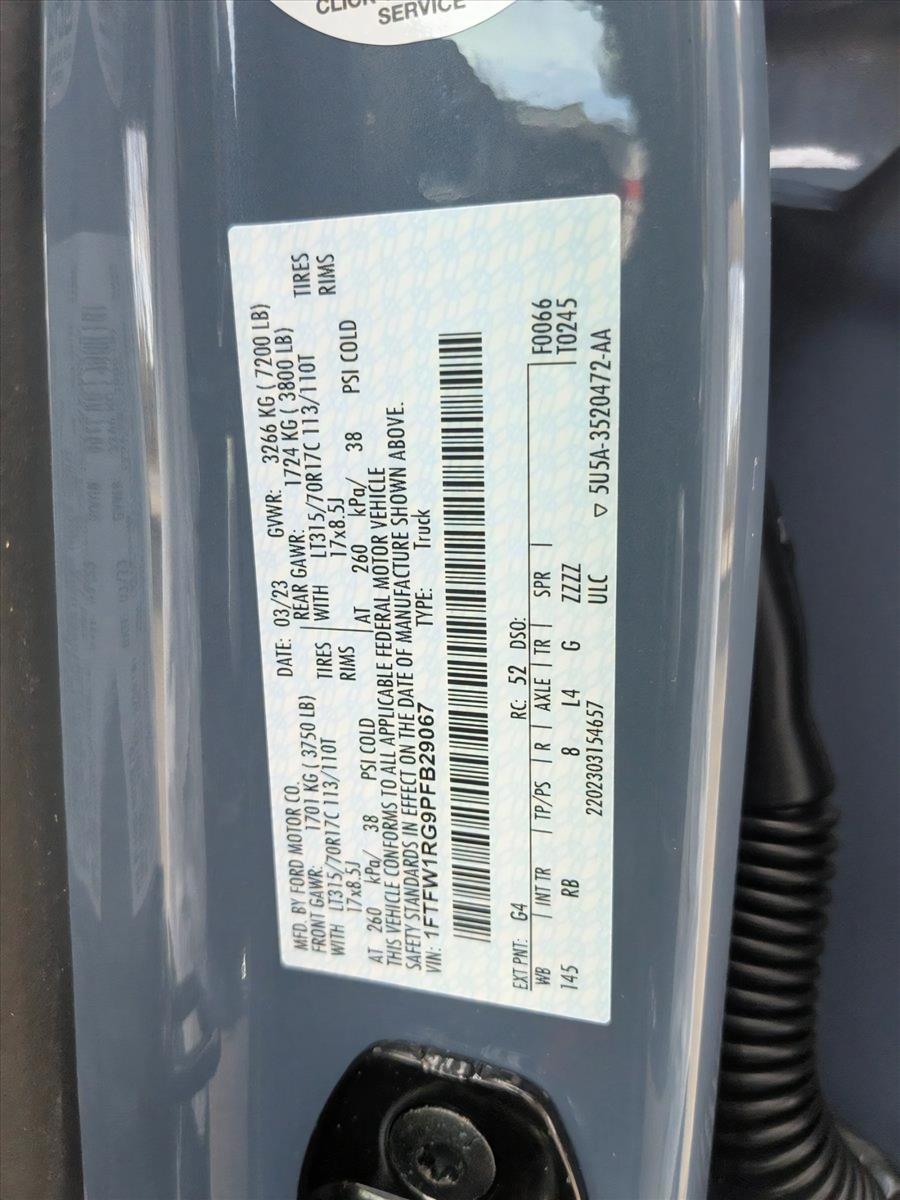 CLICK
SERVICE
MFD. BY FORD MOTOR CO.
DATE: 03/23 GVWR: 3266 KG ( 7200 LB)
FRONT GAWR: 1701 KG ( 3750 LB) REAR GAWR: 1724 KG ( 3800 LB)
WITH LT315/70R17C 113/110T TIRES WITH LT315/70R17C 113/110T TIRES
17x8.5J RIMS 17x8.5J RIMS
AT 260 kPa/ 38 PSI COLD AT 260 kPa/ 38 PSI COLD
THIS VEHICLE CONFORMS TO ALL APPLICABLE FEDERAL MOTOR VEHICLE
SAFETY STANDARDS IN EFFECT ON THE DATE OF MANUFACTURE SHOWN ABOVE.
VIN: 1FTFW1RG9PFB29067 TYPE: Truck
EXT PNT: G4 RC: 52 DSO: F0066
WB INT TR TP/PS R AXLE TR SPR T0245
145 RB 8 L4 G ZZZZ
2202303154657 ULC ▽ 5U5A-3520472-AA